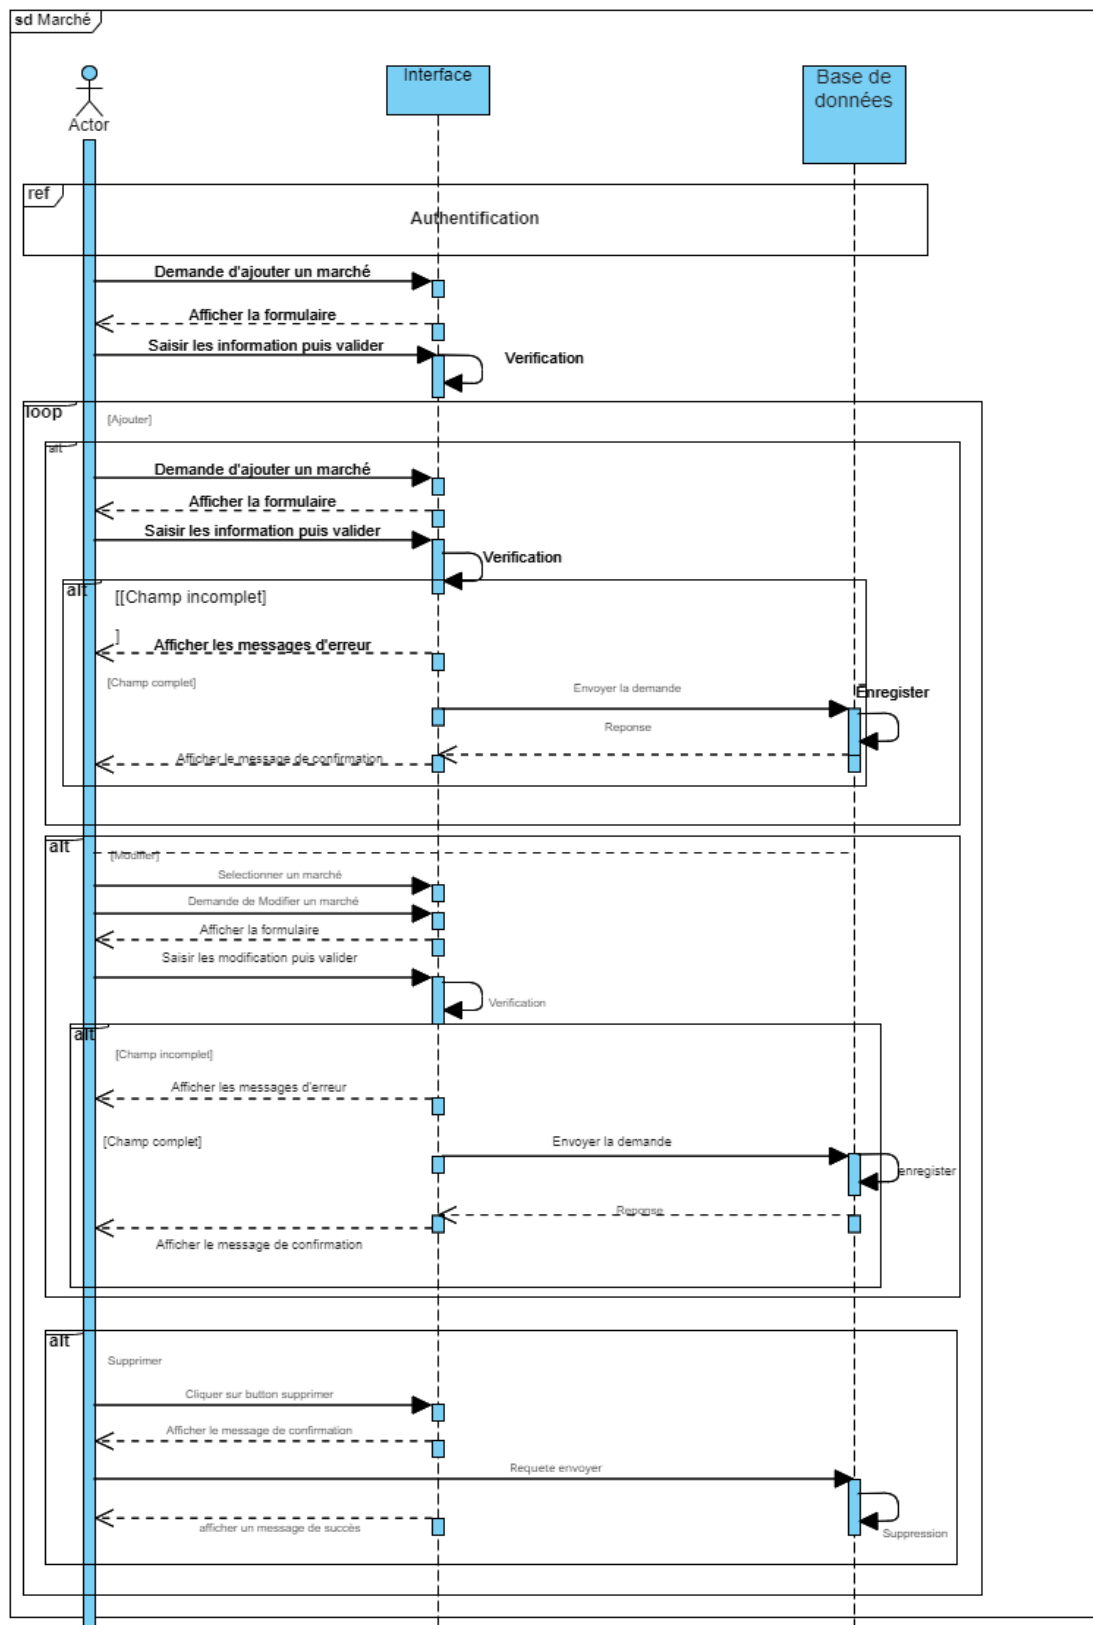 sd Marché
Interface
Base de
données
Actor
ref
Authentification
Demande d'ajouter un marché
Afficher la formulaire
Saisir les information puis valider
Verification
loop
[Ajouter]
alt
Demande d'ajouter un marché
Afficher la formulaire
Saisir les information puis valider
Verification
alt
[[Champ incomplet]
]
Afficher les messages d'erreur
[Champ complet]
Envoyer la demande
Enregister
Reponse
Afficher le message de confirmation
alt
[Modifier]
Selectionner un marché
Demande de Modifier un marché
Afficher la formulaire
Saisir les modification puis valider
Verification
alt
[Champ incomplet]
Afficher les messages d'erreur
[Champ complet]
Envoyer la demande
enregister
Reponse
Afficher le message de confirmation
alt
Supprimer
Cliquer sur button supprimer
Afficher le message de confirmation
Requete envoyer
afficher un message de succès
Suppression